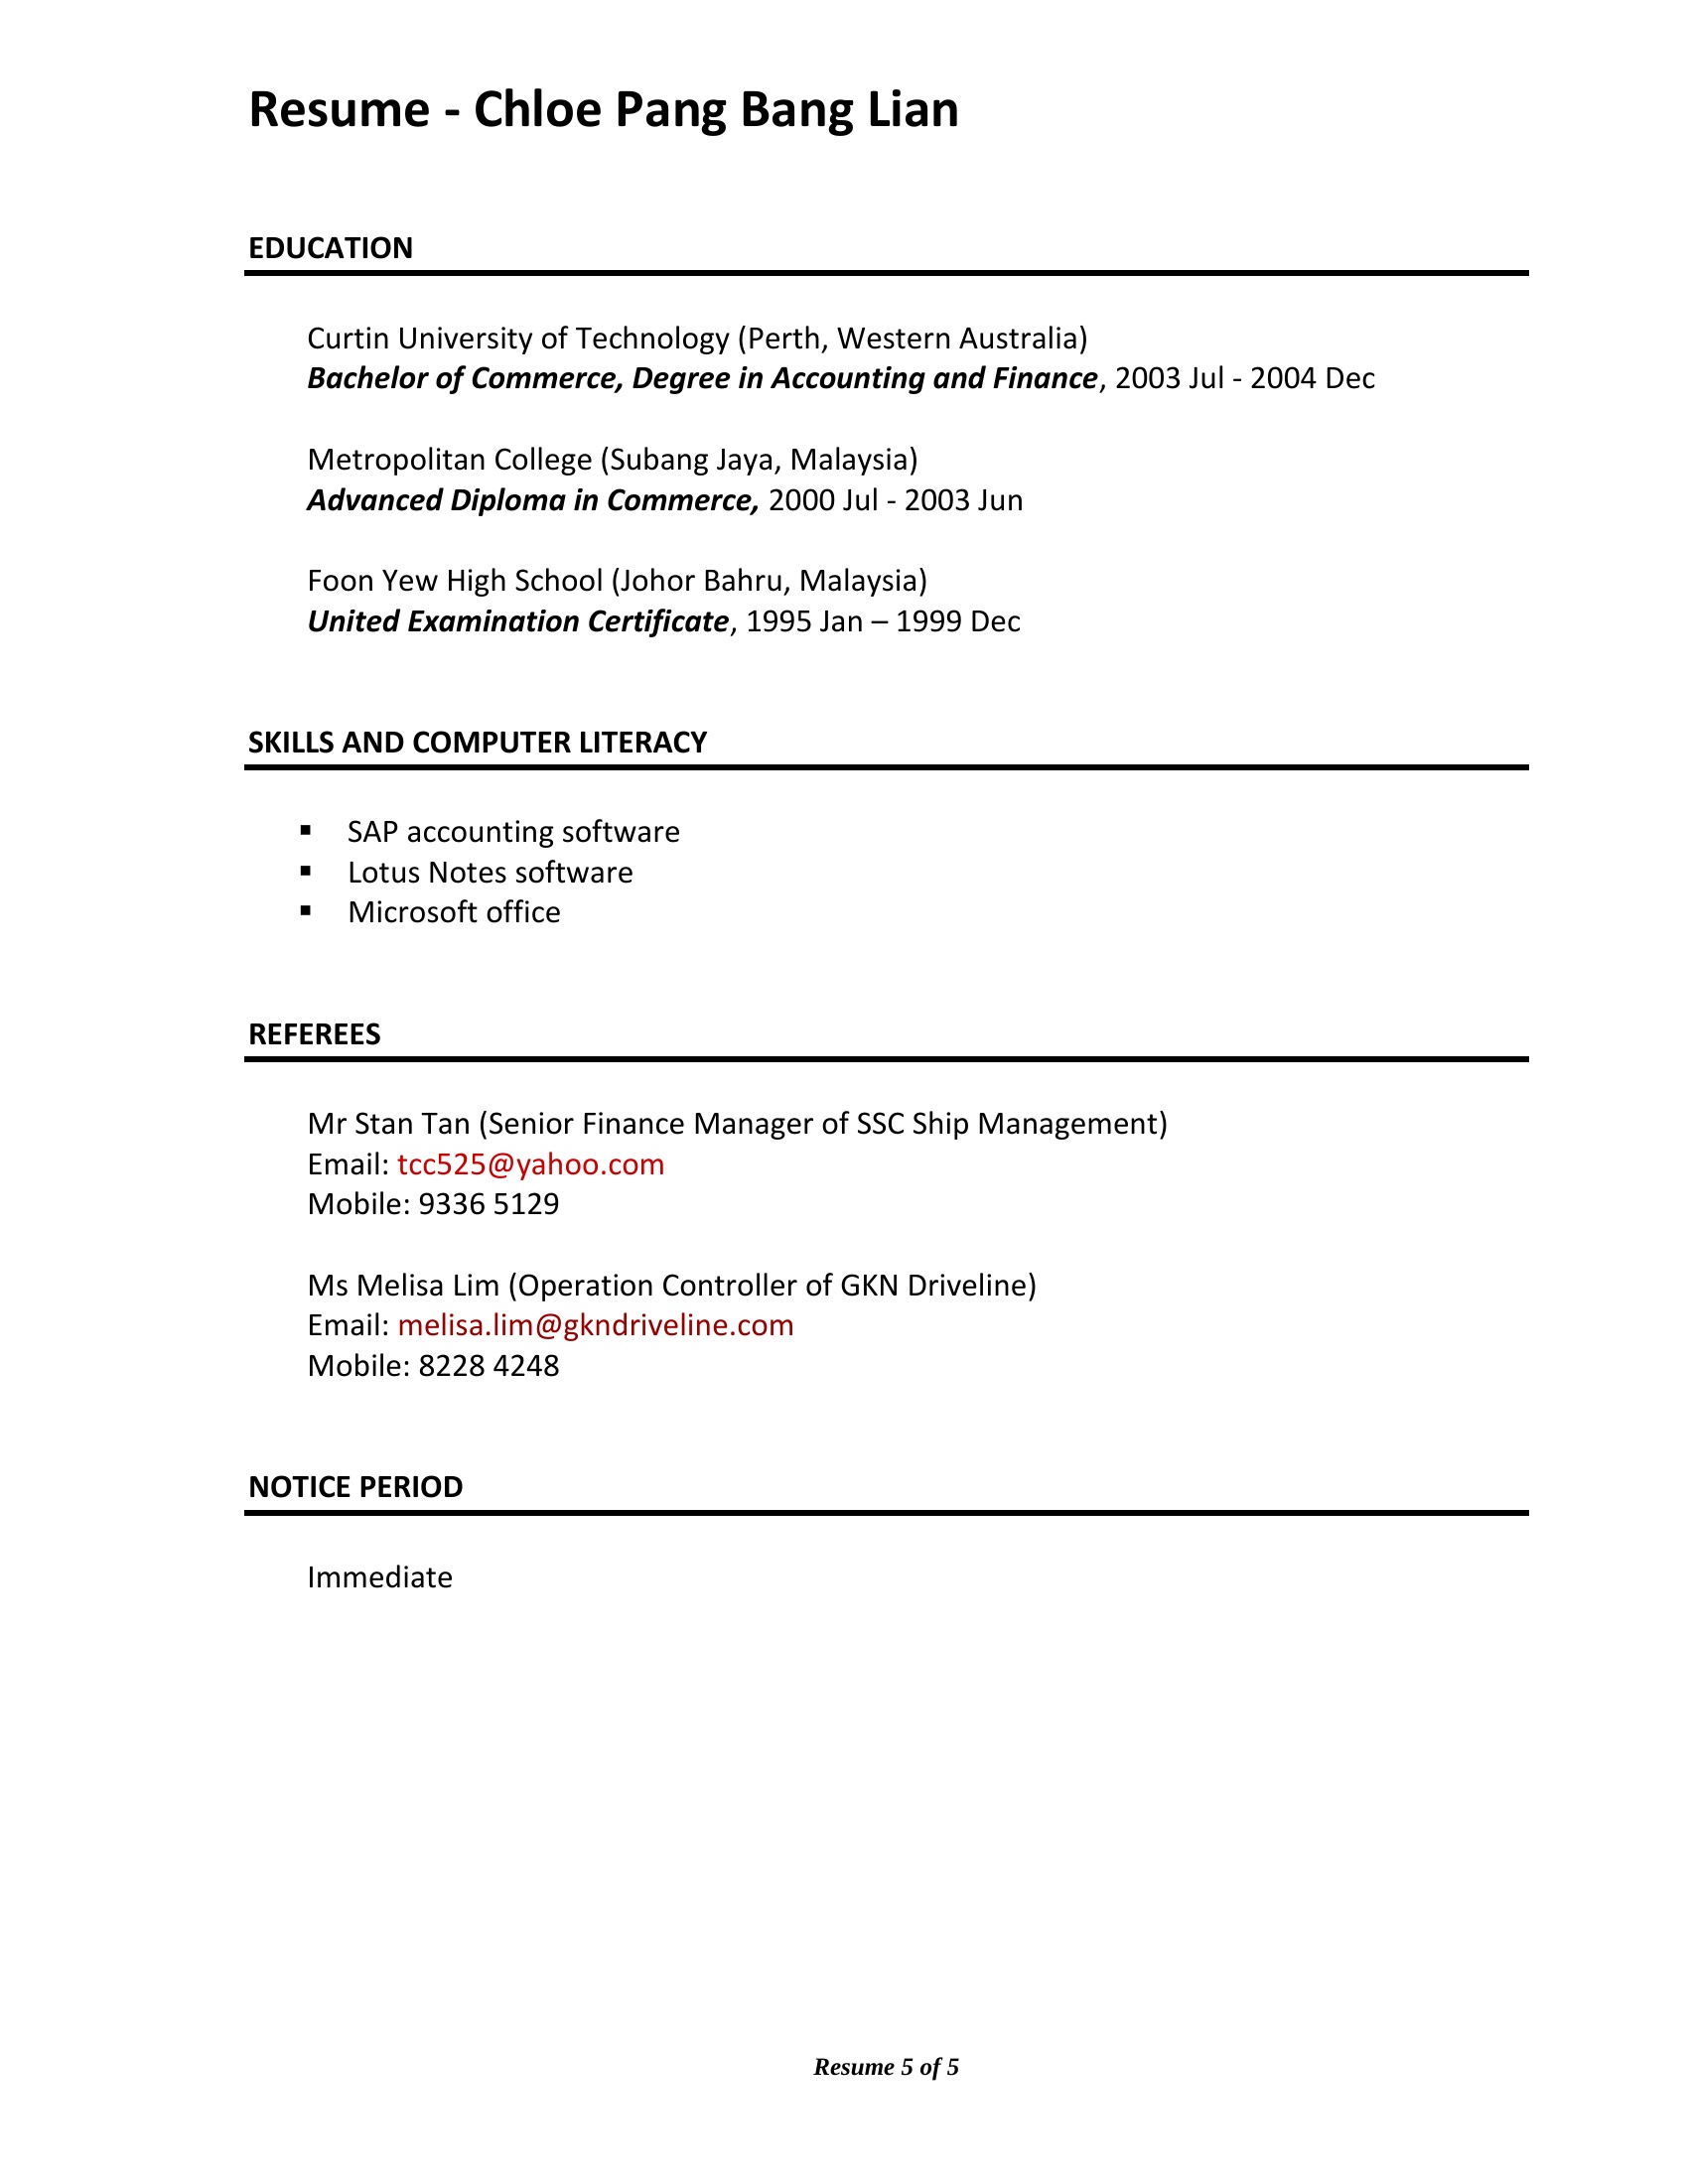 Resume - Chloe Pang Bang Lian
EDUCATION
Curtin University of Technology (Perth, Western Australia)
Bachelor of Commerce, Degree in Accounting and Finance, 2003 Jul - 2004 Dec
Metropolitan College (Subang Jaya, Malaysia)
Advanced Diploma in Commerce, 2000 Jul - 2003 Jun
Foon Yew High School (Johor Bahru, Malaysia)
United Examination Certificate, 1995 Jan – 1999 Dec
SKILLS AND COMPUTER LITERACY
▪ SAP accounting software
▪ Lotus Notes software
▪ Microsoft office
REFEREES
Mr Stan Tan (Senior Finance Manager of SSC Ship Management)
Email: tcc525@yahoo.com
Mobile: 9336 5129
Ms Melisa Lim (Operation Controller of GKN Driveline)
Email: melisa.lim@gkndriveline.com
Mobile: 8228 4248
NOTICE PERIOD
Immediate
Resume 5 of 5